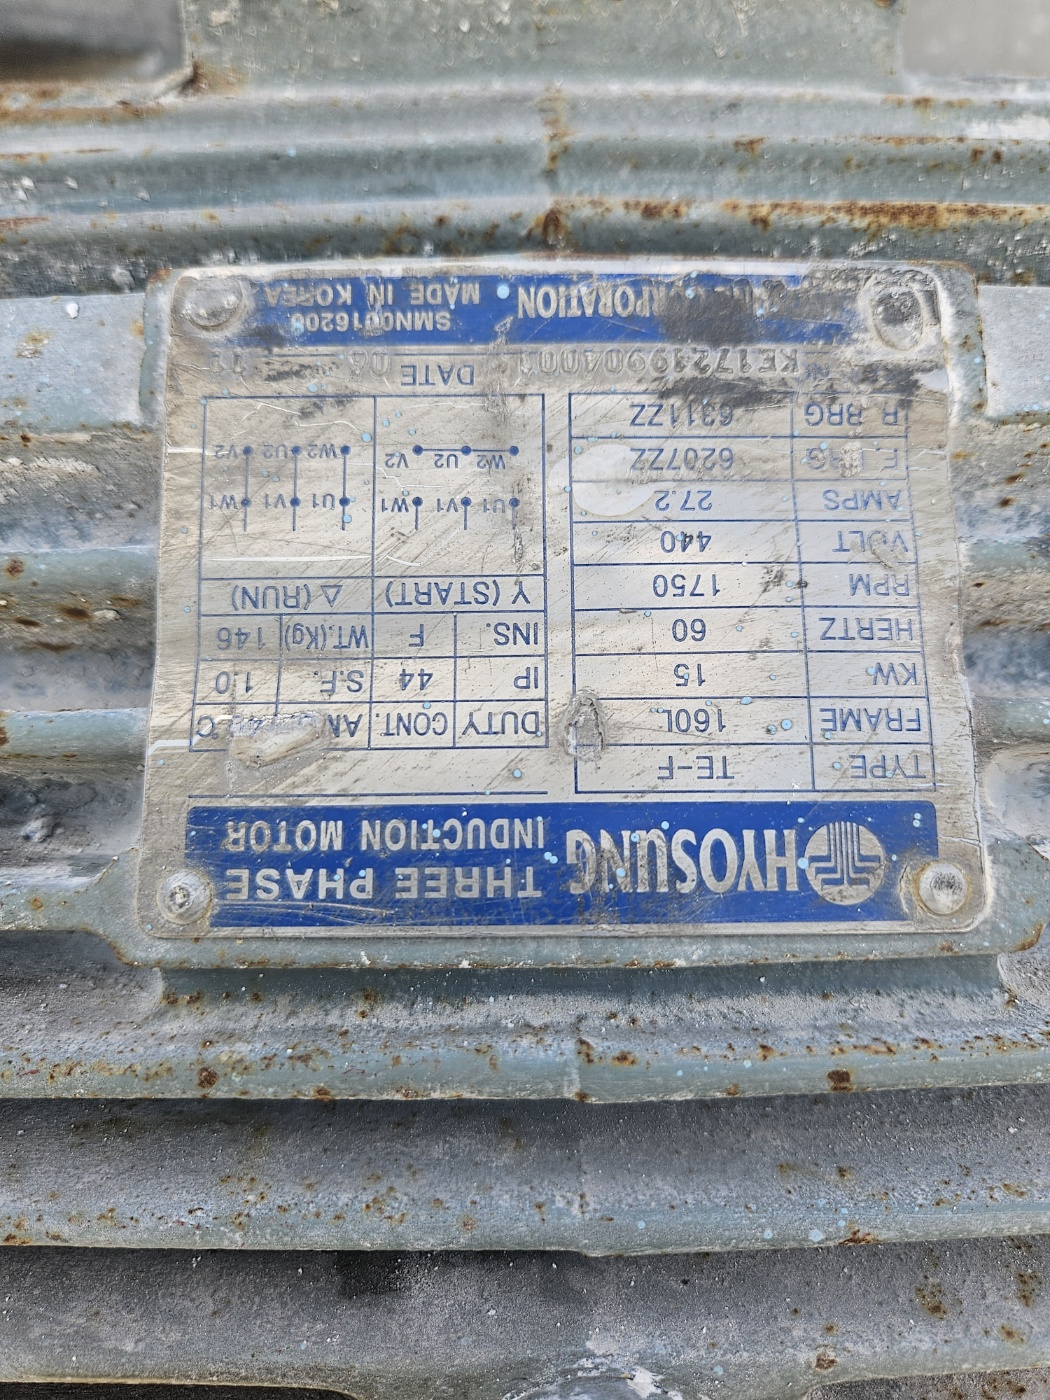 HYOSUNG THREE PHASE
INDUCTION MOTOR
TYPE TE-F
FRAME 160L DUTY CONT.
KW 15 IP 44 S.F. 1.0
HERTZ 60 INS. F WT.(Kg) 146
RPM 1750 Y (START) △ (RUN)
VOLT 440
AMPS 27.2 U1 V1 W1 U1 V1 W1
6207ZZ W2 U2 V2 W2 U2 V2
R.BRG 6311ZZ
DATE
CORPORATION MADE IN KOREA